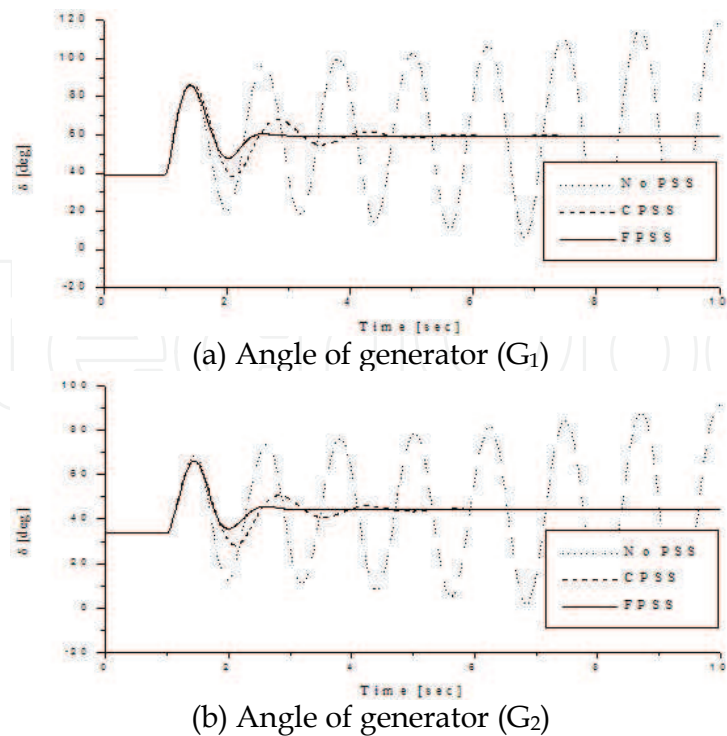 120
100
80
60
40
20
0
-20
δ [deg]
No PSS
CPSS
FPSS
0 2 4 6 8 10
Time [sec]
(a) Angle of generator (G₁)
100
80
60
40
20
0
-20
δ [deg]
No PSS
CPSS
FPSS
0 2 4 6 8 10
Time [sec]
(b) Angle of generator (G₂)